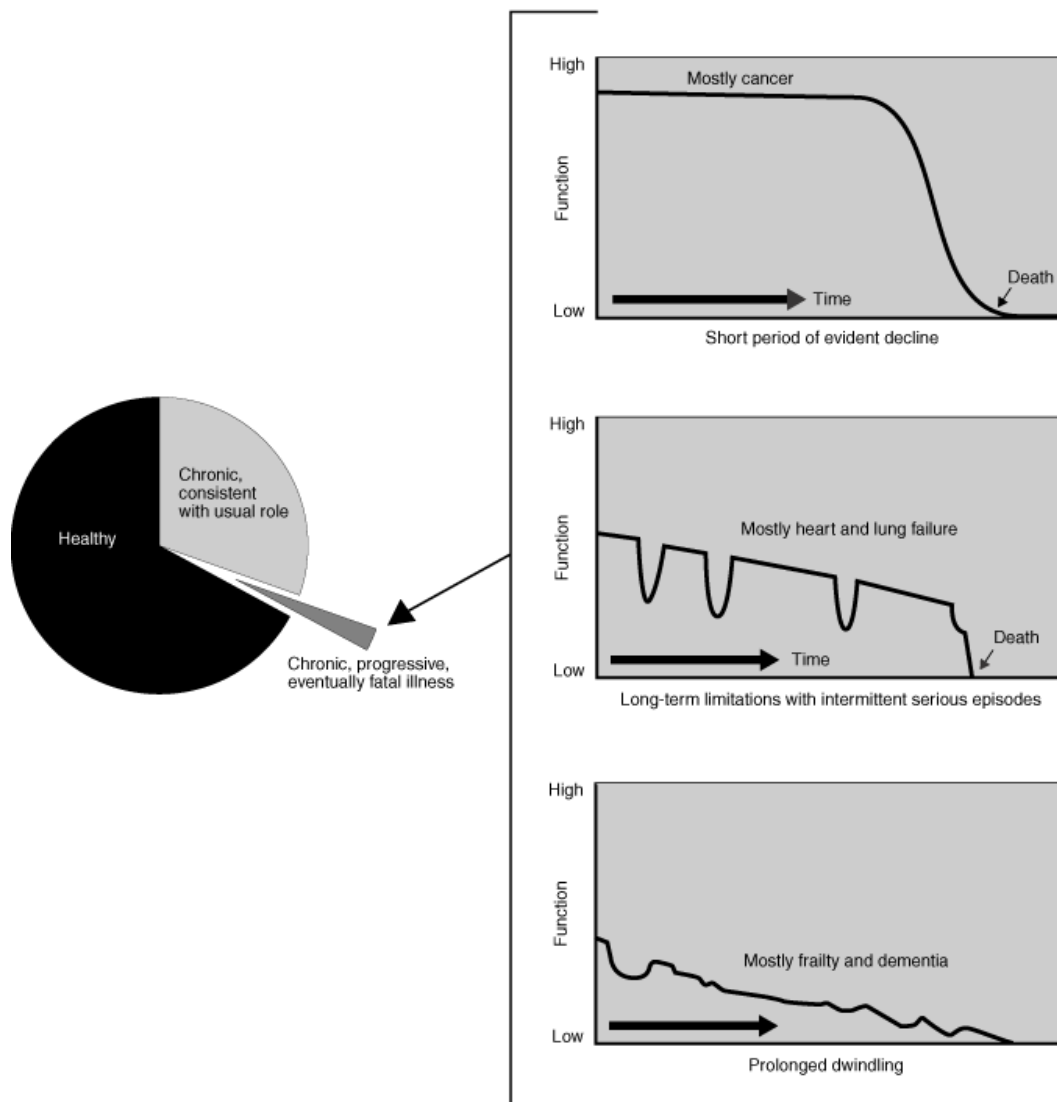 Healthy
Chronic,
consistent
with usual role
Chronic, progressive,
eventually fatal illness
High
Mostly cancer
Function
Death
Time
Low
Short period of evident decline
High
Mostly heart and lung failure
Function
Death
Time
Low
Long-term limitations with intermittent serious episodes
High
Function
Mostly frailty and dementia
Low
Prolonged dwindling